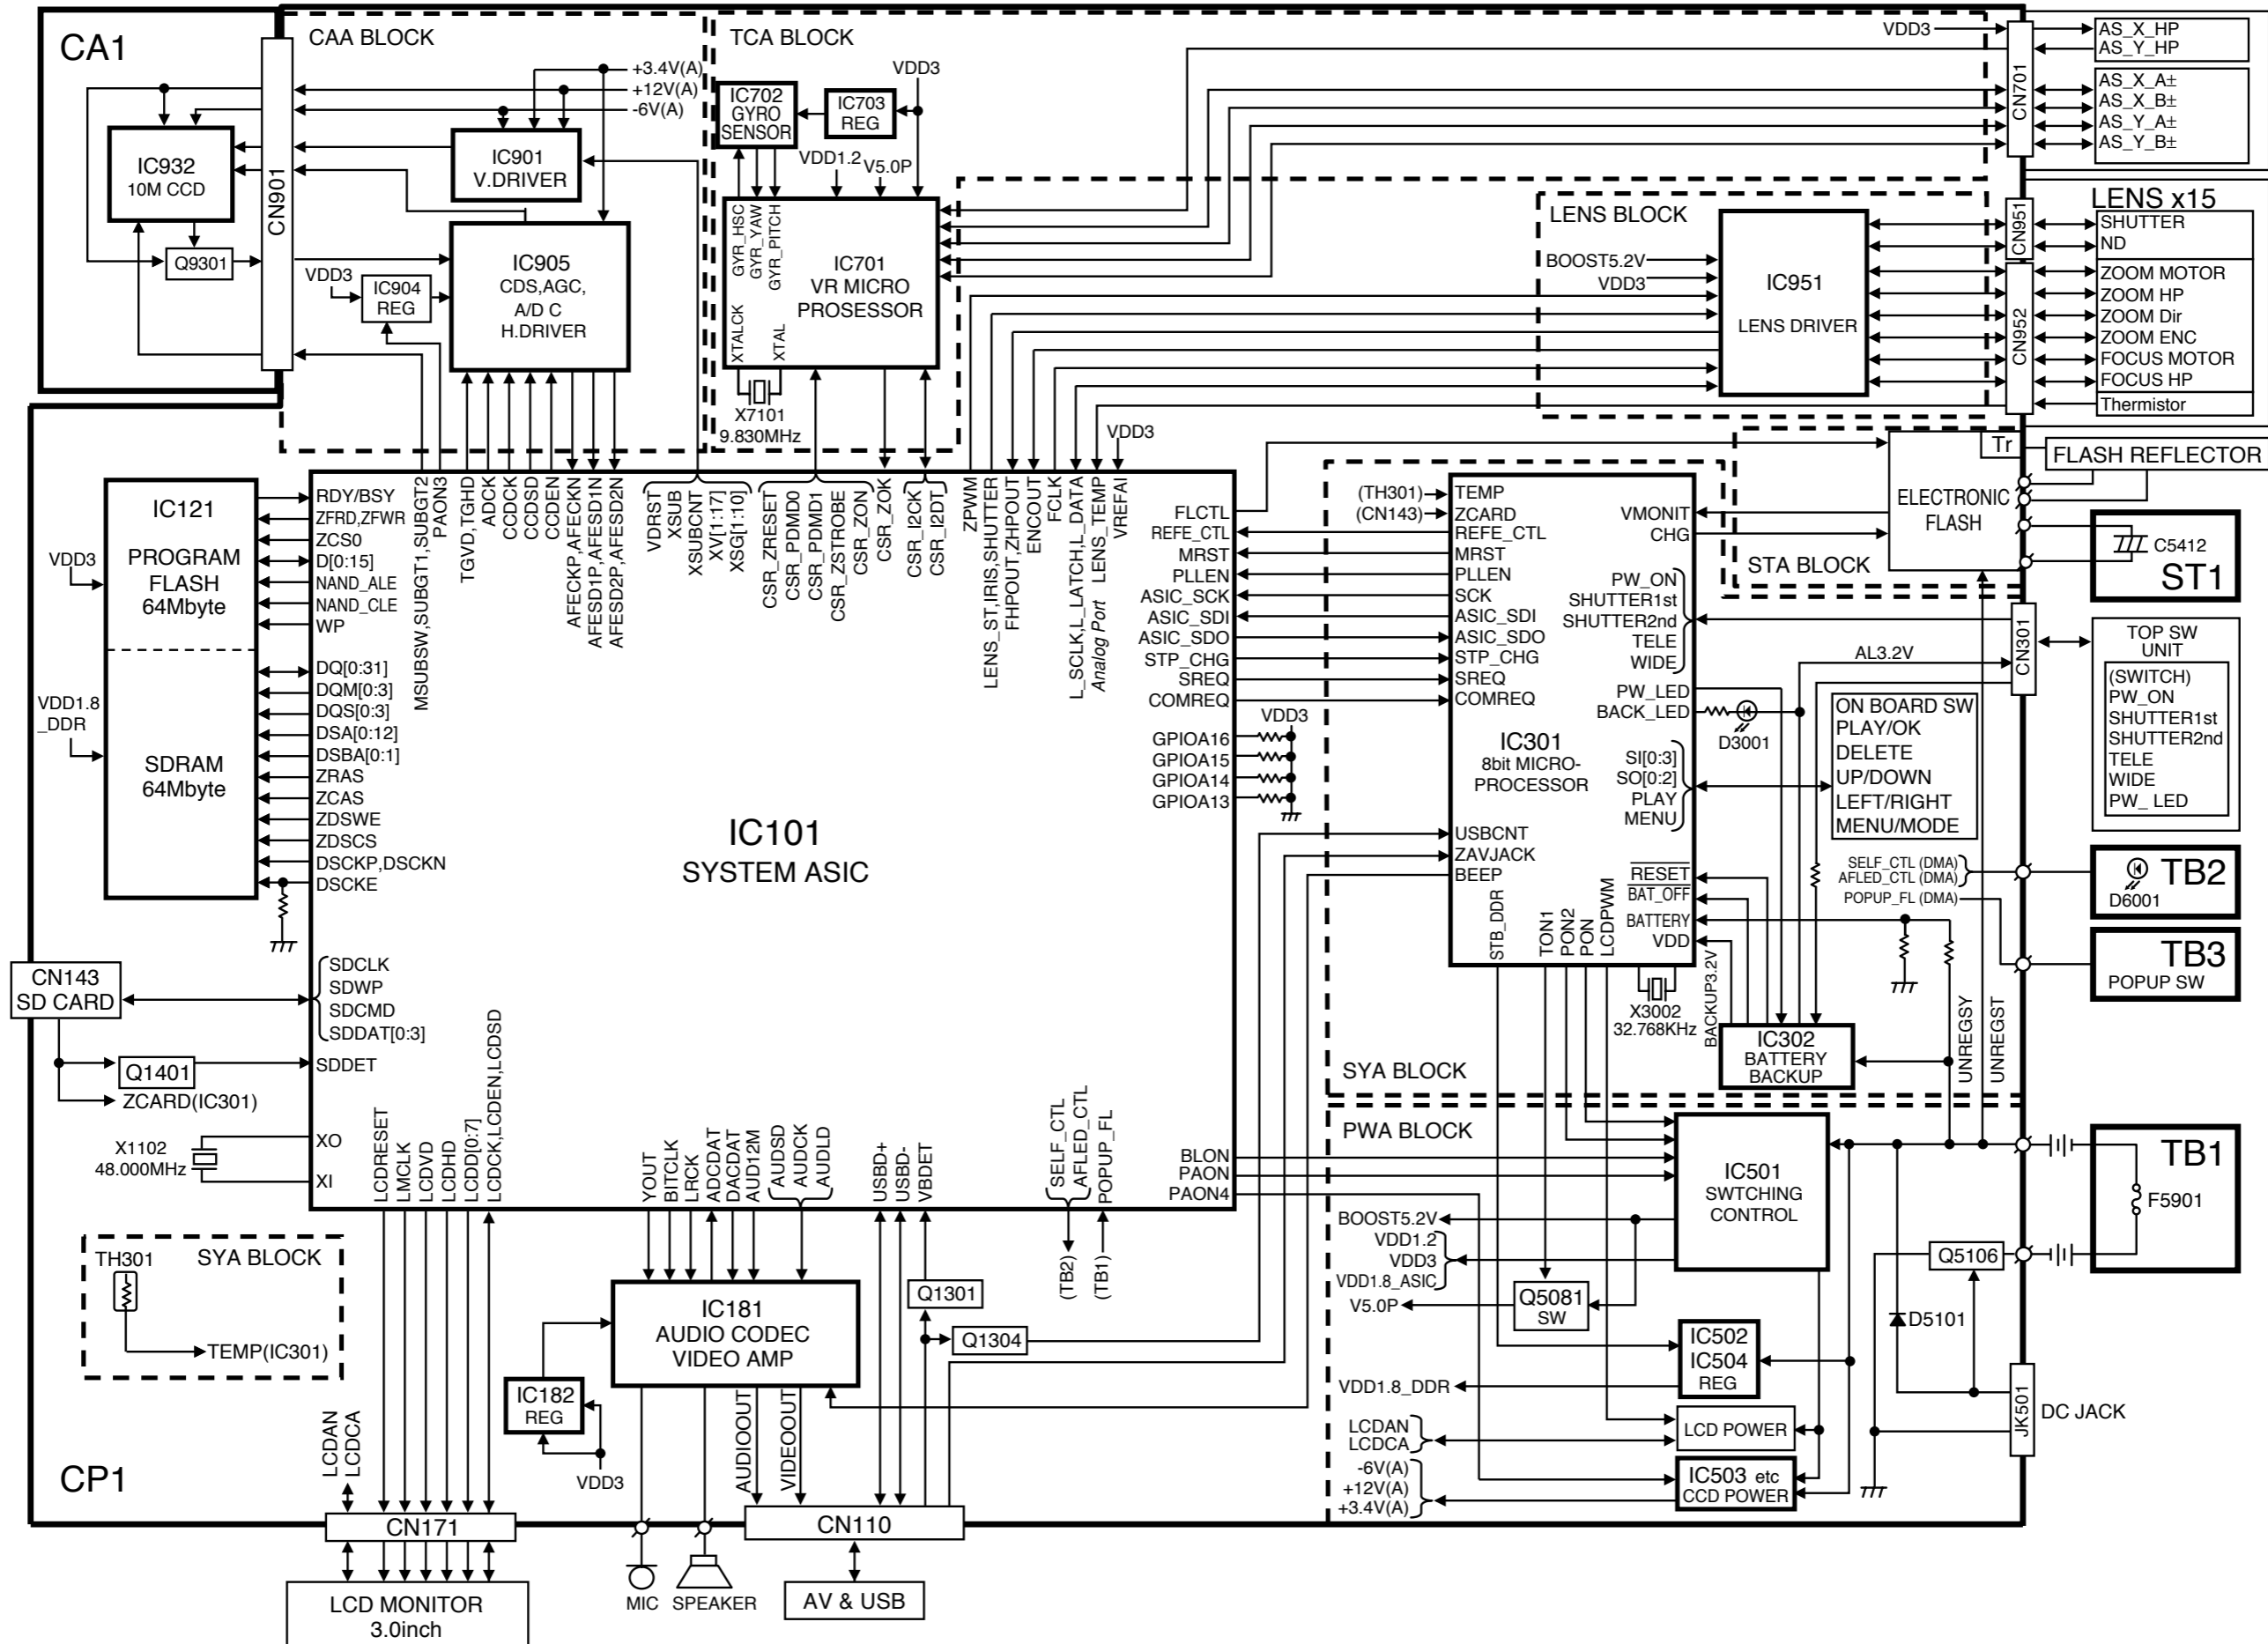 CA1
CN901
IC932
10M CCD
Q9301
CAA BLOCK
+3.4V(A)
+12V(A)
-6V(A)
IC901
V.DRIVER
VDD3
IC904
REG
IC905
CDS,AGC,
A/D C
H.DRIVER
TCA BLOCK
IC702
GYRO
SENSOR
IC703
REG
VDD3
VDD1.2
V5.0P
GYR_HSC
GYR_YAW
GYR_PITCH
IC701
VR MICRO
PROSESSOR
XTALCK
XTAL
X7101
9.830MHz
VDD3
CN701
AS_X_HP
AS_Y_HP
AS_X_A±
AS_X_B±
AS_Y_A±
AS_Y_B±
LENS BLOCK
BOOST5.2V
VDD3
IC951
LENS DRIVER
CN951
CN952
LENS x15
SHUTTER
ND
ZOOM MOTOR
ZOOM HP
ZOOM Dir
ZOOM ENC
FOCUS MOTOR
FOCUS HP
Thermistor
Tr
FLASH REFLECTOR
ELECTRONIC
FLASH
STA BLOCK
C5412
ST1
VDD3
IC121
PROGRAM
FLASH
64Mbyte
VDD1.8
_DDR
SDRAM
64Mbyte
RDY/BSY
ZFRD,ZFWR
ZCS0
D[0:15]
NAND_ALE
NAND_CLE
WP
DQ[0:31]
DQM[0:3]
DQS[0:3]
DSA[0:12]
DSBA[0:1]
ZRAS
ZCAS
ZDSWE
ZDSCS
DSCKP,DSCKN
DSCKE
MSUBSW,SUBGT1,SUBGT2
PAON3
TGVD,TGHD
ADCK
CCDCK
CCDSD
CCDEN
AFECKP,AFECKN
AFESD1P,AFESD1N
AFESD2P,AFESD2N
VDRST
XSUB
XSUBCNT
XV[1:17]
XSG[1:10]
CSR_ZRESET
CSR_PDMD0
CSR_PDMD1
CSR_ZSTROBE
CSR_ZON
CSR_ZOK
CSR_I2CK
CSR_I2DT
ZPWM
LENS_ST,IRIS,SHUTTER
FHPOUT,ZHPOUT
ENCOUT
FCLK
L_SCLK,L_LATCH,L_DATA
Analog Port LENS_TEMP
VREFAI
VDD3
IC101
SYSTEM ASIC
FLCTL
REFE_CTL
MRST
PLLEN
ASIC_SCK
ASIC_SDI
ASIC_SDO
STP_CHG
SREQ
COMREQ
VDD3
GPIOA16
GPIOA15
GPIOA14
GPIOA13
(TH301)
(CN143)
TEMP
ZCARD
REFE_CTL
MRST
PLLEN
SCK
ASIC_SDI
ASIC_SDO
STP_CHG
SREQ
COMREQ
IC301
8bit MICRO-
PROCESSOR
VMONIT
CHG
PW_ON
SHUTTER1st
SHUTTER2nd
TELE
WIDE
PW_LED
BACK_LED
D3001
SI[0:3]
SO[0:2]
PLAY
MENU
USBCNT
ZAVJACK
BEEP
RESET
BAT_OFF
BATTERY
VDD
STB_DDR
TON1
PON2
PON
LCDPWM
X3002
32.768KHz
BACKUP3.2V
IC302
BATTERY
BACKUP
SYA BLOCK
AL3.2V
CN301
TOP SW
UNIT
(SWITCH)
PW_ON
SHUTTER1st
SHUTTER2nd
TELE
WIDE
PW_ LED
ON BOARD SW
PLAY/OK
DELETE
UP/DOWN
LEFT/RIGHT
MENU/MODE
SELF_CTL (DMA)
AFLED_CTL (DMA)
POPUP_FL (DMA)
D6001
TB2
TB3
POPUP SW
UNREGSY
UNREGST
CN143
SD CARD
SDCLK
SDWP
SDCMD
SDDAT[0:3]
Q1401
SDDET
ZCARD(IC301)
X1102
48.000MHz
XO
XI
TH301
SYA BLOCK
TEMP(IC301)
CP1
LCDRESET
LMCLK
LCDVD
LCDHD
LCDD[0:7]
LCDCK,LCDEN,LCDSD
LCDAN
LCDCA
CN171
LCD MONITOR
3.0inch
YOUT
BITCLK
LRCK
ADCDAT
DACDAT
AUD12M
AUDSD
AUDCK
AUDLD
USBD+
USBD-
VBDET
SELF_CTL
AFLED_CTL
POPUP_FL
(TB2)
(TB1)
IC181
AUDIO CODEC
VIDEO AMP
IC182
REG
VDD3
AUDIOOUT
VIDEOOUT
Q1301
Q1304
MIC
SPEAKER
CN110
AV & USB
PWA BLOCK
BLON
PAON
PAON4
IC501
SWTCHING
CONTROL
BOOST5.2V
VDD1.2
VDD3
VDD1.8_ASIC
V5.0P
Q5081
SW
IC502
IC504
REG
VDD1.8_DDR
LCDAN
LCDCA
LCD POWER
-6V(A)
+12V(A)
+3.4V(A)
IC503 etc
CCD POWER
TB1
F5901
Q5106
D5101
JK501
DC JACK